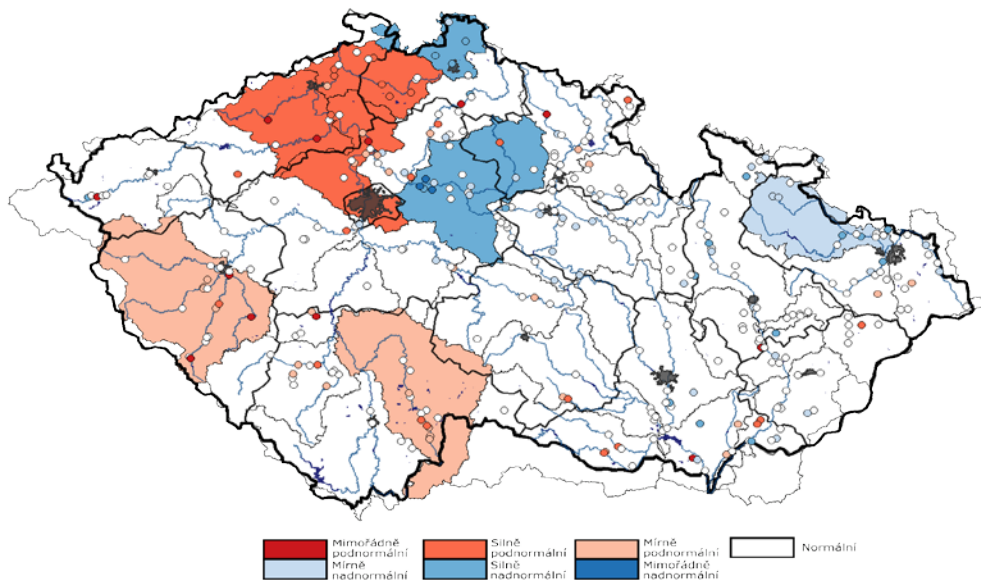 Mimořádně
podnormální
Silně
podnormální
Mírně
podnormální
Normální
Mírně
nadnormální
Silně
nadnormální
Mimořádně
nadnormální